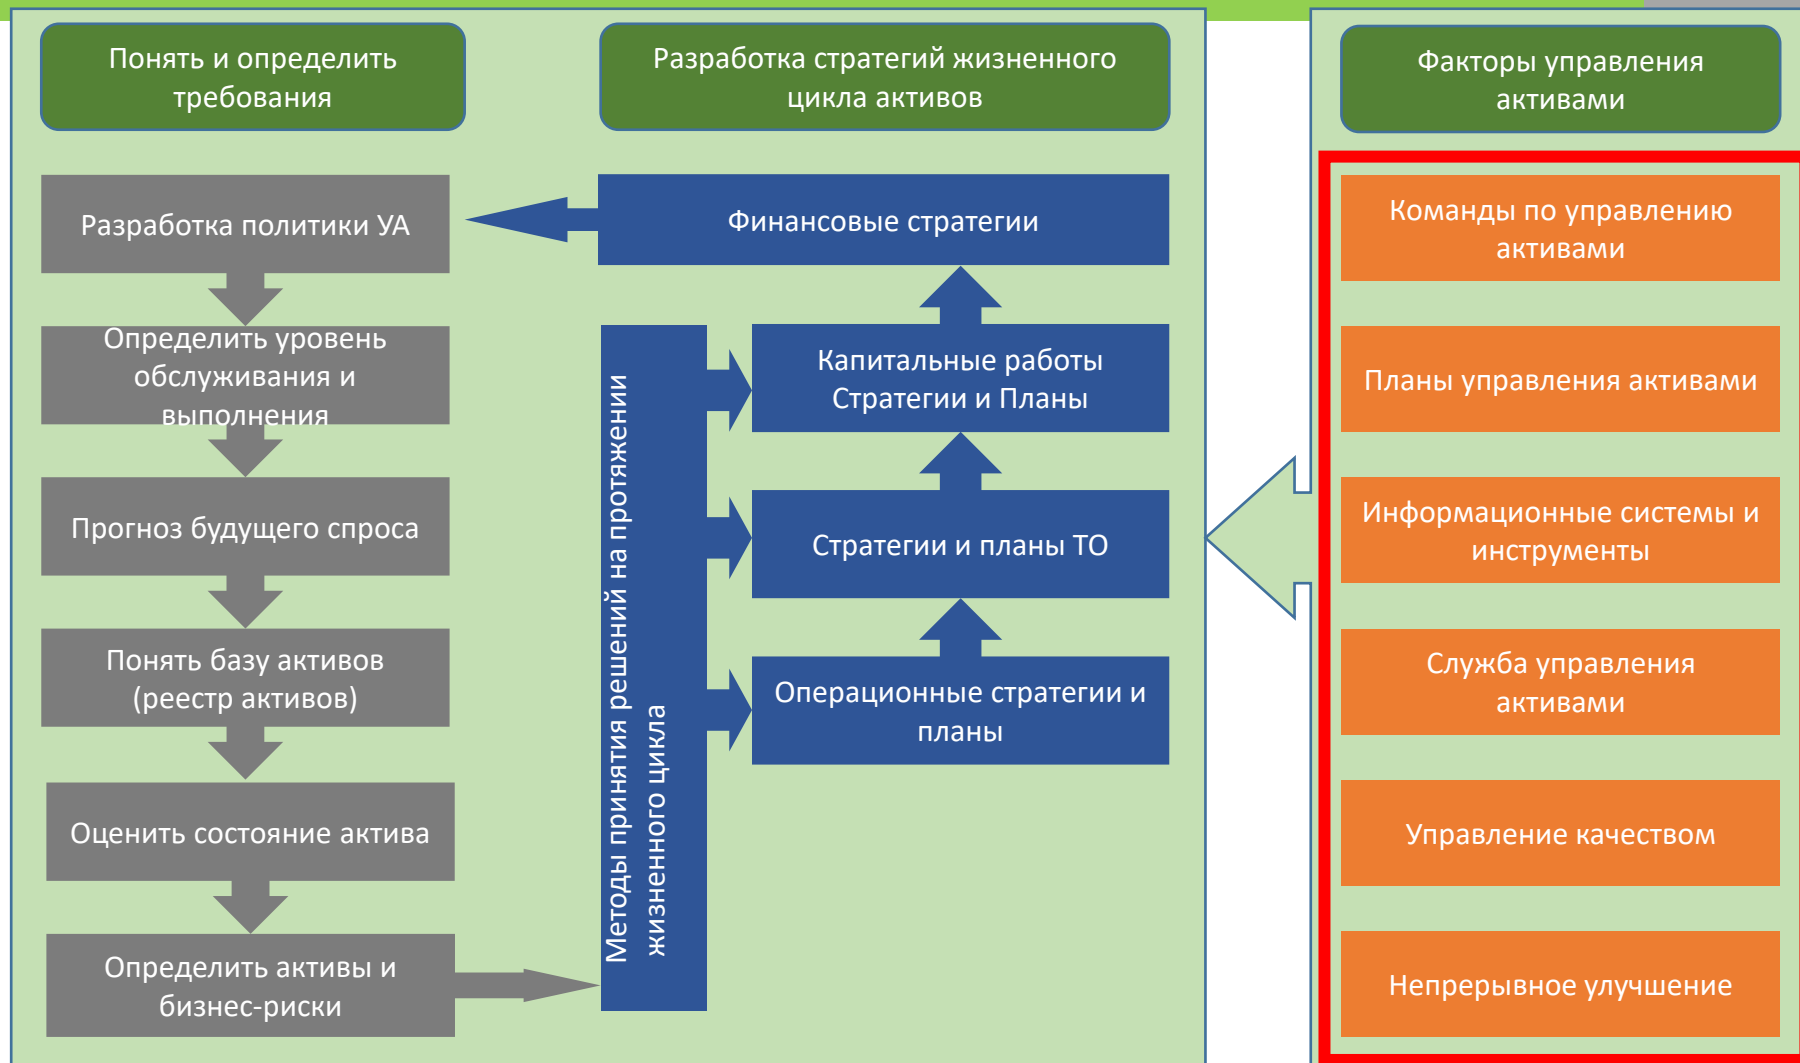 Понять и определить
требования
Разработка политики УА
Определить уровень
обслуживания и
выполнения
Прогноз будущего спроса
Понять базу активов
(реестр активов)
Оценить состояние актива
Определить активы и
бизнес-риски
Разработка стратегий жизненного
цикла активов
Финансовые стратегии
Методы принятия решений на протяжении
жизненного цикла
Капитальные работы
Стратегии и Планы
Стратегии и планы ТО
Операционные стратегии и
планы
Факторы управления
активами
Команды по управлению
активами
Планы управления активами
Информационные системы и
инструменты
Служба управления
активами
Управление качеством
Непрерывное улучшение